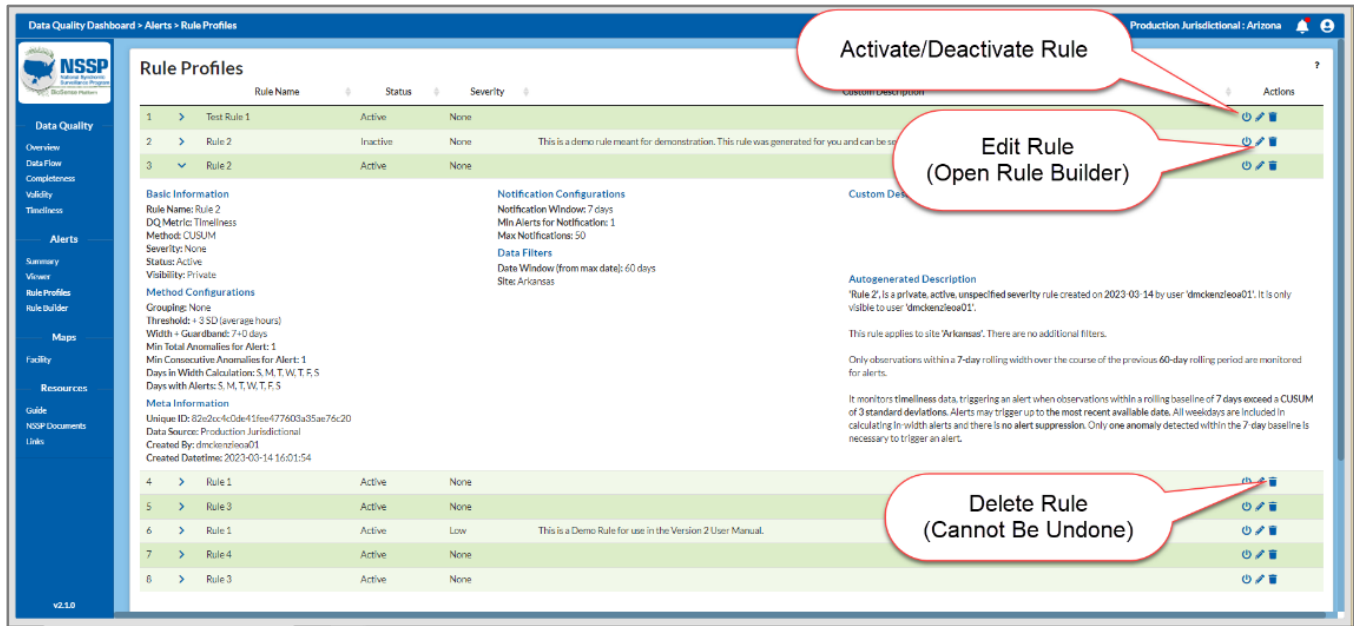 Data Quality Dashboard > Alerts > Rule Profiles
Production Jurisdictional : Arizona
Activate/Deactivate Rule
NSSP
National Syndromic
Surveillance Program
BioSense Platform
Rule Profiles
?
Rule Name Status Severity Custom Description Actions
Data Quality
Overview
Data Flow
Completeness
Validity
Timeliness
Alerts
Summary
Viewer
Rule Profiles
Rule Builder
Maps
Facility
Resources
Guide
NSSP Documents
Links
v2.1.0
1 Test Rule 1 Active None
2 Rule 2 Inactive None This is a demo rule meant for demonstration. This rule was generated for you and can be
3 Rule 2 Active None
Edit Rule
(Open Rule Builder)
Basic Information
Rule Name: Rule 2
DQ Metric: Timeliness
Method: CUSUM
Severity: None
Status: Active
Visibility: Private
Method Configurations
Grouping: None
Threshold: + 3 SD (average hours)
Width + Guardband: 7+0 days
Min Total Anomalies for Alert: 1
Min Consecutive Anomalies for Alert: 1
Days in Width Calculation: S, M, T, W, T, F, S
Days with Alerts: S, M, T, W, T, F, S
Meta Information
Unique ID: 82e2cc4c0de41fee477603a35ae76c20
Data Source: Production Jurisdictional
Created By: dmckenzieoa01
Created Datetime: 2023-03-14 16:01:54
Notification Configurations
Notification Window: 7 days
Min Alerts for Notification: 1
Max Notifications: 50
Data Filters
Date Window (from max date): 60 days
Site: Arkansas
Custom Des
Autogenerated Description
'Rule 2', is a private, active, unspecified severity rule created on 2023-03-14 by user 'dmckenzieoa01'. It is only
visible to user 'dmckenzieoa01'.
This rule applies to site 'Arkansas'. There are no additional filters.
Only observations within a 7-day rolling width over the course of the previous 60-day rolling period are monitored
for alerts.
It monitors timeliness data, triggering an alert when observations within a rolling baseline of 7 days exceed a CUSUM
of 3 standard deviations. Alerts may trigger up to the most recent available date. All weekdays are included in
calculating in-width alerts and there is no alert suppression. Only one anomaly detected within the 7-day baseline is
necessary to trigger an alert.
4 Rule 1 Active None
5 Rule 3 Active None
6 Rule 1 Active Low This is a Demo Rule for use in the Version 2 User Manual.
7 Rule 4 Active None
8 Rule 3 Active None
Delete Rule
(Cannot Be Undone)